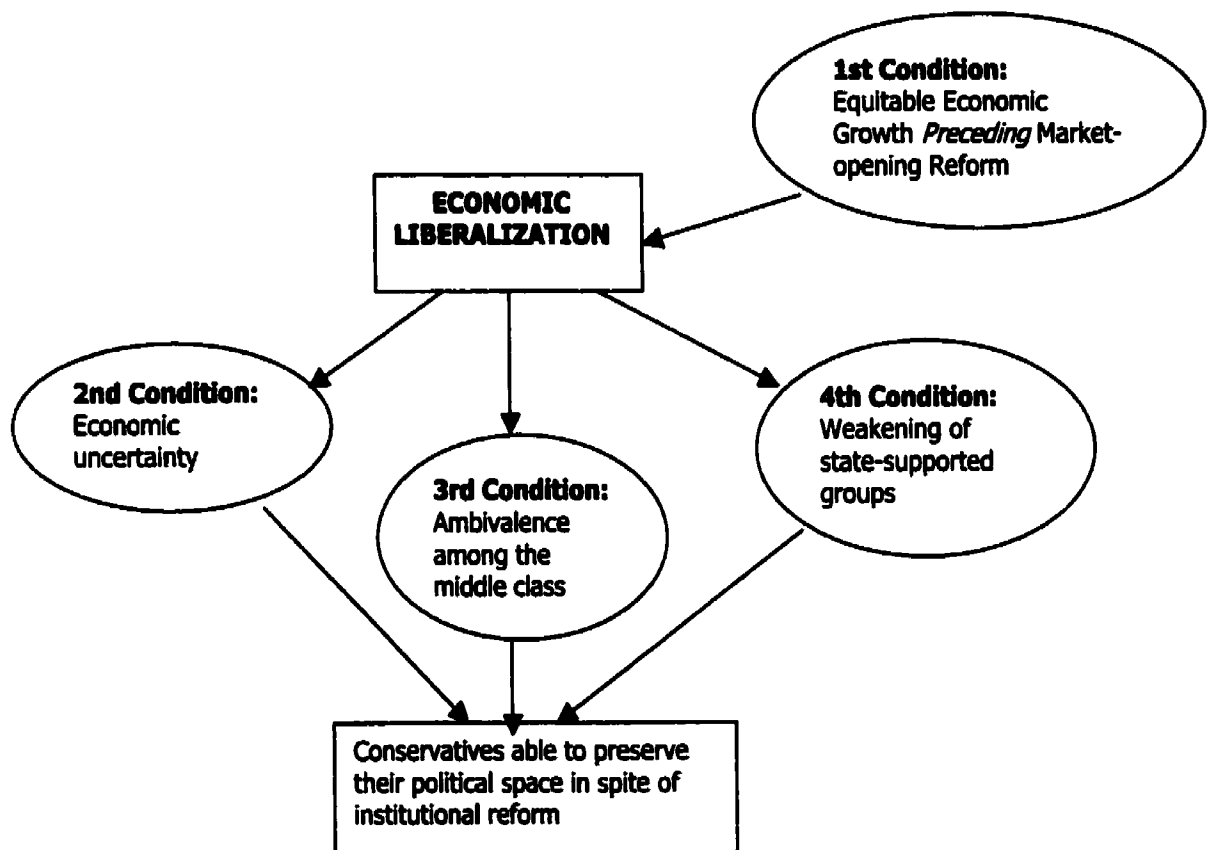 1st Condition:
Equitable Economic
Growth Preceding Market-
opening Reform
ECONOMIC
LIBERALIZATION
2nd Condition:
Economic
uncertainty
3rd Condition:
Ambivalence
among the
middle class
4th Condition:
Weakening of
state-supported
groups
Conservatives able to preserve
their political space in spite of
institutional reform